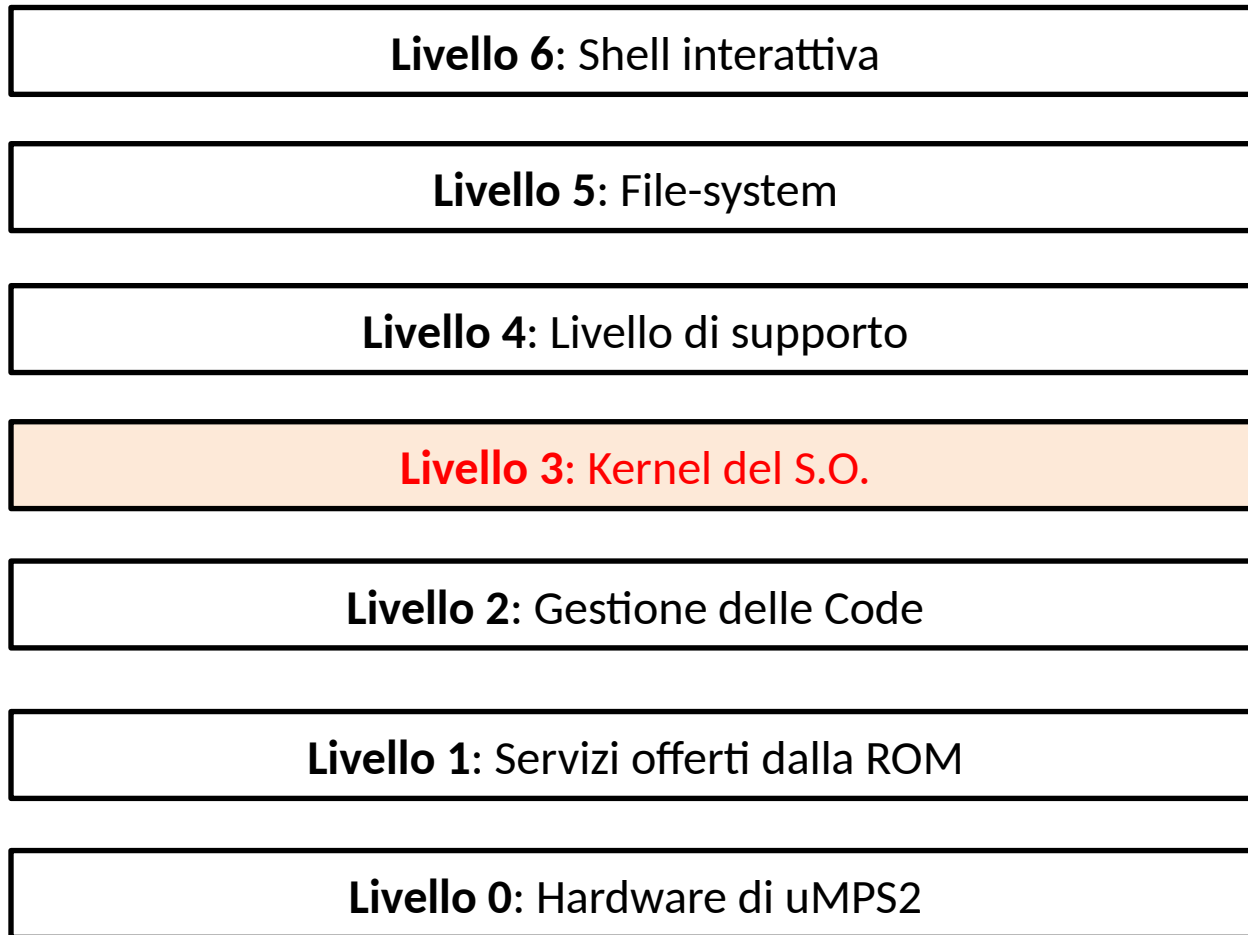 Livello 6: Shell interattiva
Livello 5: File-system
Livello 4: Livello di supporto
Livello 3: Kernel del S.O.
Livello 2: Gestione delle Code
Livello 1: Servizi offerti dalla ROM
Livello 0: Hardware di uMPS2